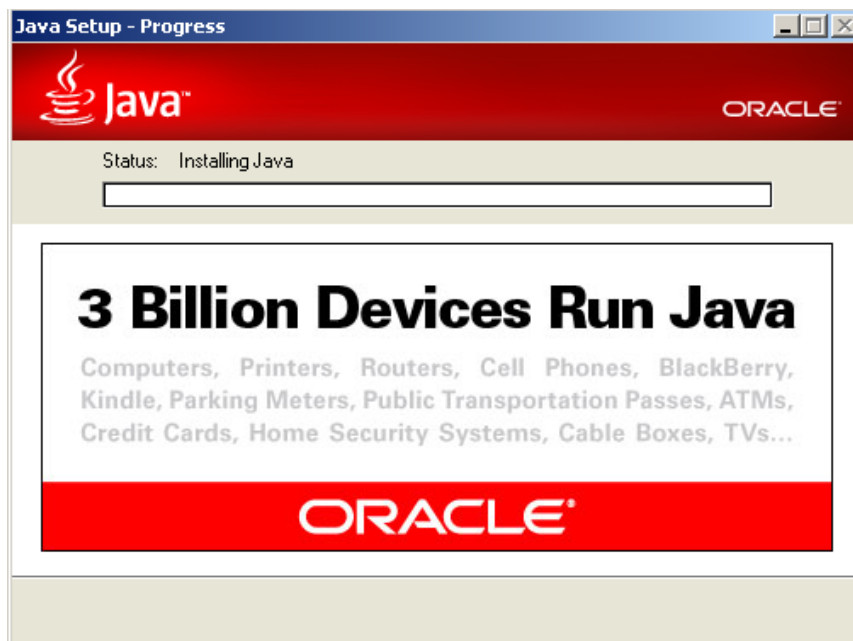 Java Setup - Progress
Java™
ORACLE®
Status: Installing Java
3 Billion Devices Run Java
Computers, Printers, Routers, Cell Phones, BlackBerry,
Kindle, Parking Meters, Public Transportation Passes, ATMs,
Credit Cards, Home Security Systems, Cable Boxes, TVs...
ORACLE®